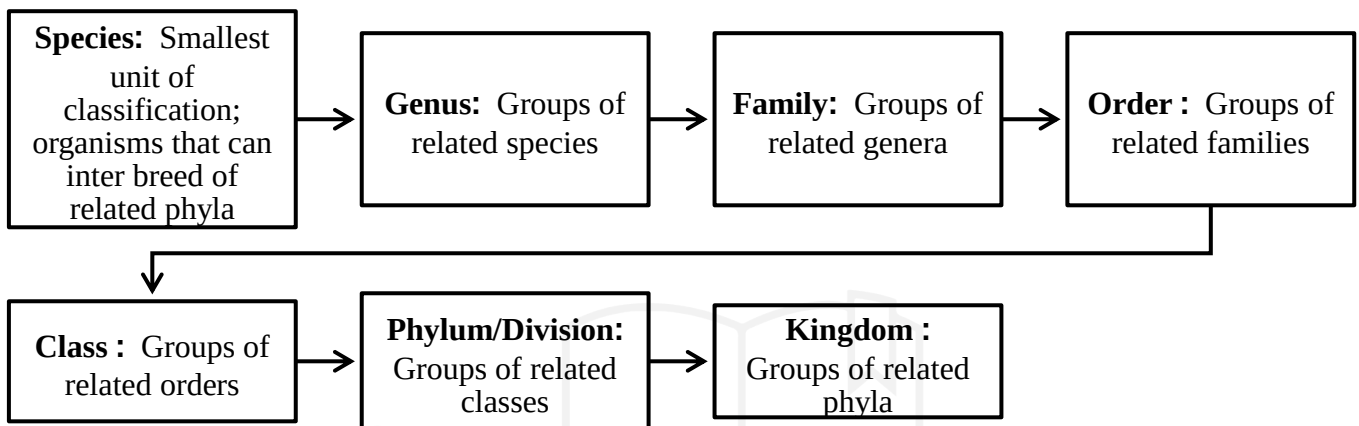 Species: Smallest
unit of
classification;
organisms that can
inter breed of
related phyla
Genus: Groups of
related species
Family: Groups of
related genera
Order : Groups of
related families
Class : Groups of
related orders
Phylum/Division:
Groups of related
classes
Kingdom :
Groups of related
phyla